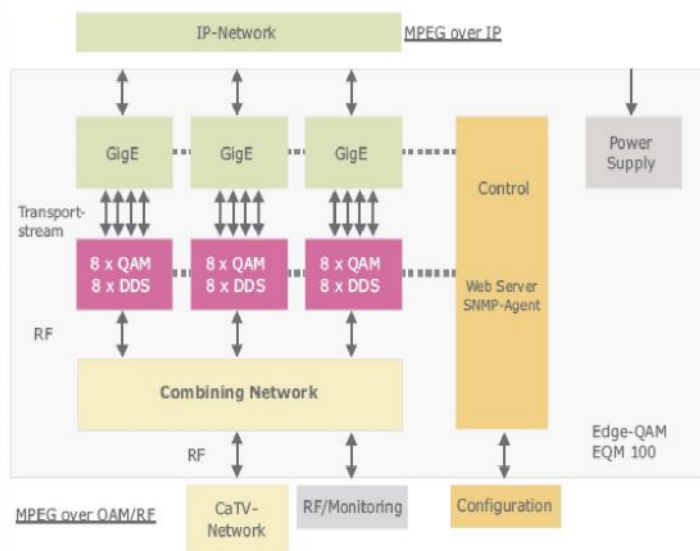 IP-Network
MPEG over IP
GigE
GigE
GigE
Power
Supply
Control
Transport-
stream
8 x QAM
8 x DDS
8 x QAM
8 x DDS
8 x QAM
8 x DDS
Web Server
SNMP-Agent
RF
Combining Network
Edge-QAM
EQM 100
RF
MPEG over QAM/RF
CaTV-
Network
RF/Monitoring
Configuration